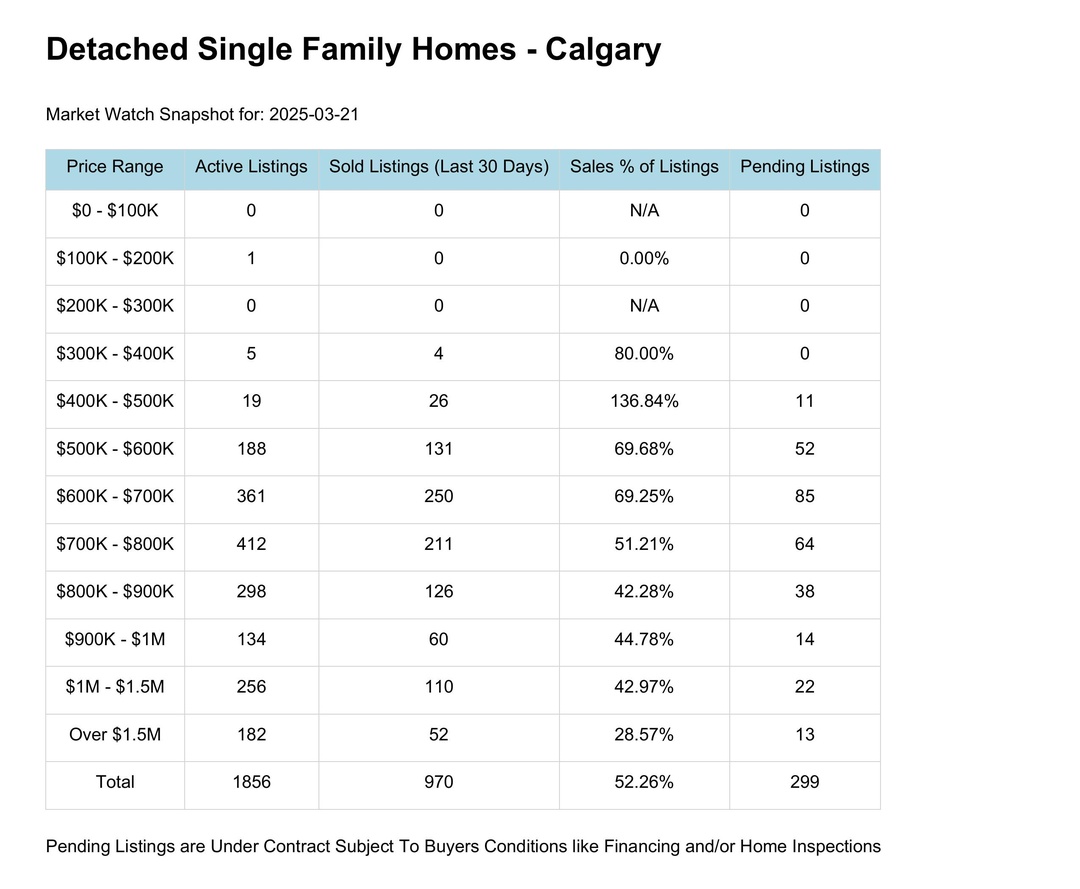 Detached Single Family Homes - Calgary
Market Watch Snapshot for: 2025-03-21
Price Range Active Listings Sold Listings (Last 30 Days) Sales % of Listings Pending Listings
$0 - $100K 0 0 N/A 0
$100K - $200K 1 0 0.00% 0
$200K - $300K 0 0 N/A 0
$300K - $400K 5 4 80.00% 0
$400K - $500K 19 26 136.84% 11
$500K - $600K 188 131 69.68% 52
$600K - $700K 361 250 69.25% 85
$700K - $800K 412 211 51.21% 64
$800K - $900K 298 126 42.28% 38
$900K - $1M 134 60 44.78% 14
$1M - $1.5M 256 110 42.97% 22
Over $1.5M 182 52 28.57% 13
Total 1856 970 52.26% 299
Pending Listings are Under Contract Subject To Buyers Conditions like Financing and/or Home Inspections